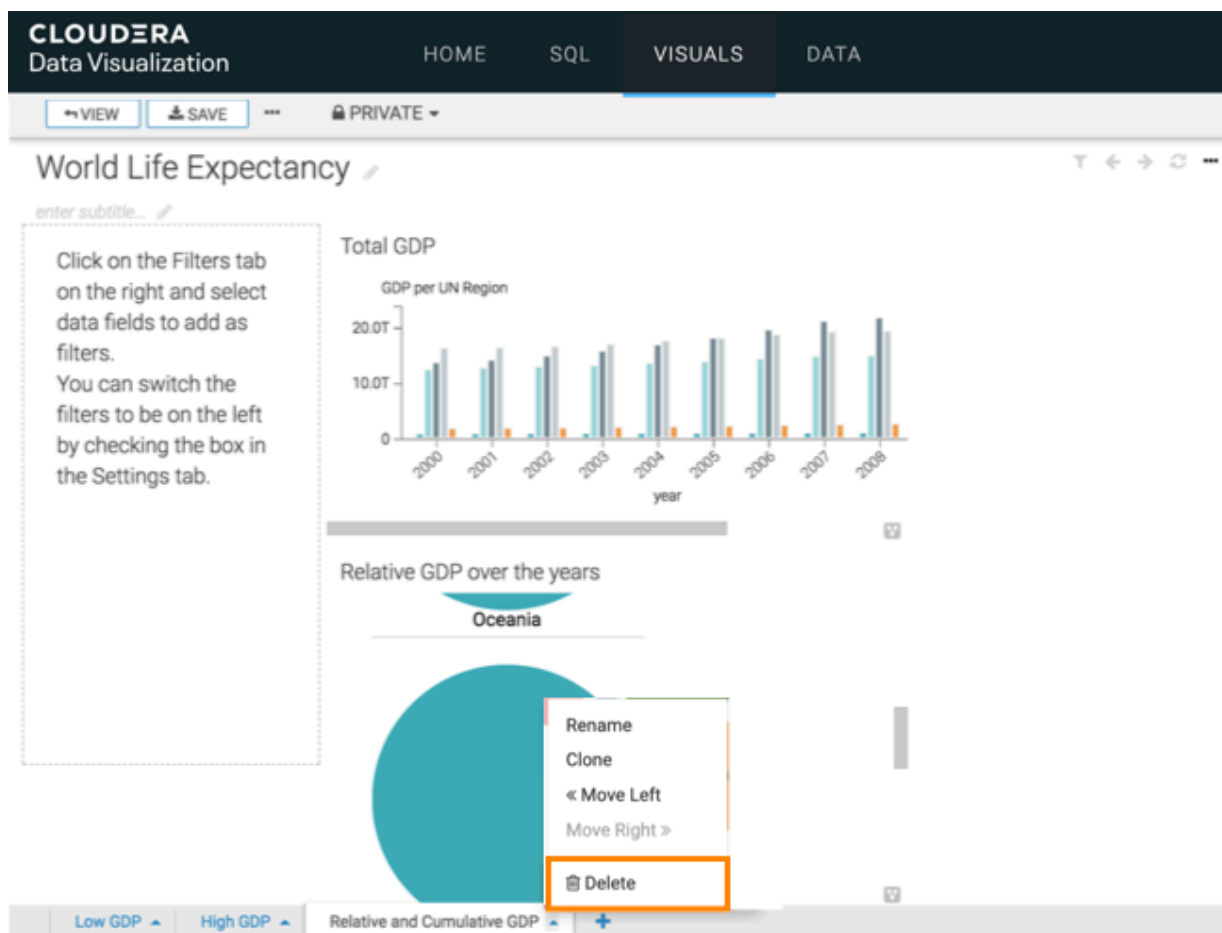 CLOUDERA
Data Visualization
HOME SQL VISUALS DATA
VIEW SAVE ... PRIVATE
World Life Expectancy
enter subtitle...
Click on the Filters tab
on the right and select
data fields to add as
filters.
You can switch the
filters to be on the left
by checking the box in
the Settings tab.
Total GDP
GDP per UN Region
20.0T
10.0T
0
2000 2001 2002 2003 2004 2005 2006 2007 2008
year
Relative GDP over the years
Oceania
Rename
Clone
« Move Left
Move Right »
Delete
Low GDP High GDP Relative and Cumulative GDP +